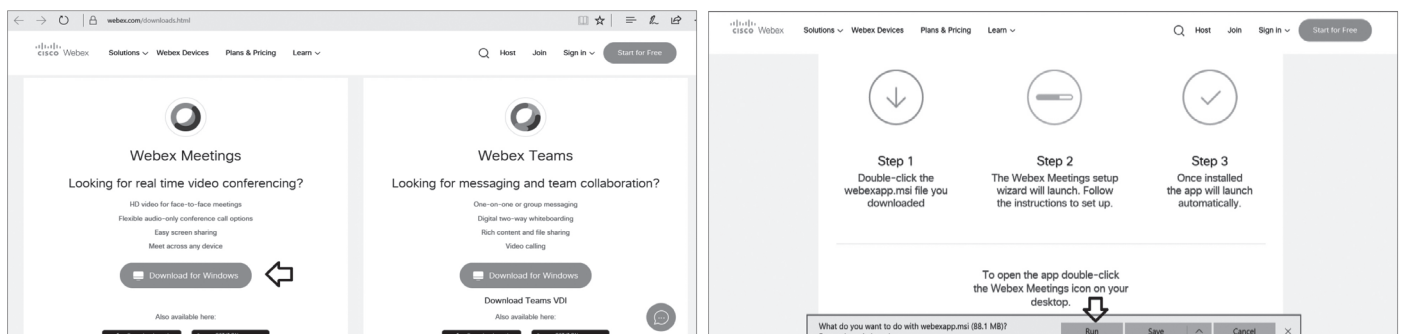 webex.com/downloads.html
cisco Webex Solutions Webex Devices Plans & Pricing Learn Host Join Sign in Start for Free
Webex Meetings
Looking for real time video conferencing?
HD video for face-to-face meetings
Flexible audio-only conference call options
Easy screen sharing
Meet across any device
Download for Windows
Also available here:
Webex Teams
Looking for messaging and team collaboration?
One-on-one or group messaging
Digital two-way whiteboarding
Rich content and file sharing
Video calling
Download for Windows
Download Teams VDI
Also available here:
cisco Webex Solutions Webex Devices Plans & Pricing Learn Host Join Sign in Start for Free
Step 1
Double-click the
webexapp.msi file you
downloaded
Step 2
The Webex Meetings setup
wizard will launch. Follow
the instructions to set up.
Step 3
Once installed
the app will launch
automatically.
To open the app double-click
the Webex Meetings icon on your
desktop.
What do you want to do with webexapp.msi (88.1 MB)?
Run Save Cancel